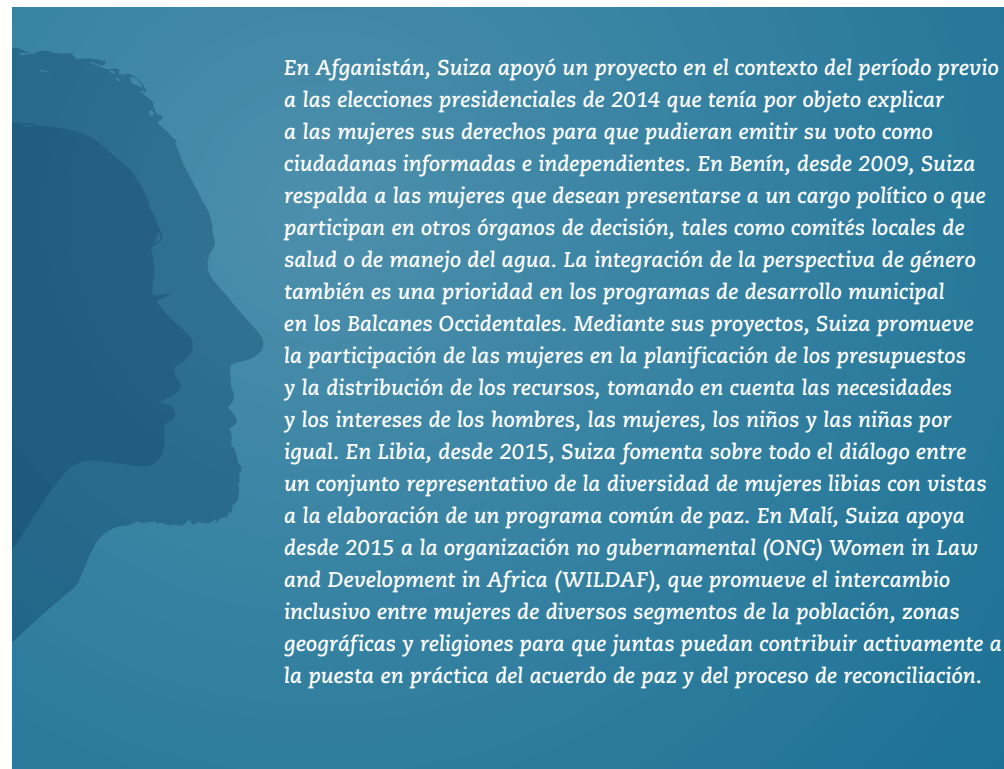 En Afganistán, Suiza apoyó un proyecto en el contexto del período previo
a las elecciones presidenciales de 2014 que tenía por objeto explicar
a las mujeres sus derechos para que pudieran emitir su voto como
ciudadanas informadas e independientes. En Benín, desde 2009, Suiza
respalda a las mujeres que desean presentarse a un cargo político o que
participan en otros órganos de decisión, tales como comités locales de
salud o de manejo del agua. La integración de la perspectiva de género
también es una prioridad en los programas de desarrollo municipal
en los Balcanes Occidentales. Mediante sus proyectos, Suiza promueve
la participación de las mujeres en la planificación de los presupuestos
y la distribución de los recursos, tomando en cuenta las necesidades
y los intereses de los hombres, las mujeres, los niños y las niñas por
igual. En Libia, desde 2015, Suiza fomenta sobre todo el diálogo entre
un conjunto representativo de la diversidad de mujeres libias con vistas
a la elaboración de un programa común de paz. En Malí, Suiza apoya
desde 2015 a la organización no gubernamental (ONG) Women in Law
and Development in Africa (WILDAF), que promueve el intercambio
inclusivo entre mujeres de diversos segmentos de la población, zonas
geográficas y religiones para que juntas puedan contribuir activamente a
la puesta en práctica del acuerdo de paz y del proceso de reconciliación.